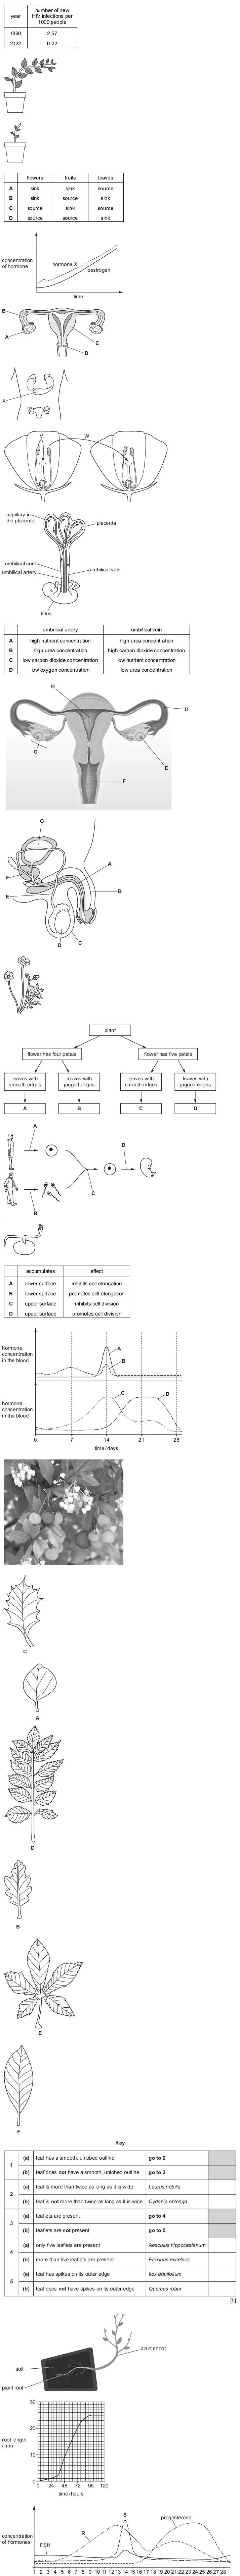 year number of new HIV infections per 1000 people
1990 2.57
2022 0.22
flowers fruits leaves
A sink sink source
B sink source sink
C source sink source
D source source sink
concentration of hormone
hormone X
oestrogen
time
B
A
C
D
X
V W
capillary in the placenta
placenta
umbilical cord
umbilical artery
umbilical vein
fetus
umbilical artery umbilical vein
A high nutrient concentration high urea concentration
B high urea concentration high carbon dioxide concentration
C low carbon dioxide concentration low nutrient concentration
D low oxygen concentration low urea concentration
H
D
G
E
F
G
A
F
B
E
D
C
plant
flower has four petals flower has five petals
leaves with smooth edges leaves with jagged edges leaves with smooth edges leaves with jagged edges
A B C D
A
D
B
C
accumulates effect
A lower surface inhibits cell elongation
B lower surface promotes cell elongation
C upper surface inhibits cell division
D upper surface promotes cell division
hormone concentration in the blood
A
B
hormone concentration in the blood
C
D
0 7 14 21 28
time / days
C
A
D
B
E
F
Key
1 (a) leaf has a smooth, unlobed outline go to 2
(b) leaf does not have a smooth, unlobed outline go to 3
2 (a) leaf is more than twice as long as it is wide Laurus nobilis
(b) leaf is not more than twice as long as it is wide Cydonia oblonga
3 (a) leaflets are present go to 4
(b) leaflets are not present go to 5
4 (a) only five leaflets are present Aesculus hippocastanum
(b) more than five leaflets are present Fraxinus excelsior
5 (a) leaf has spikes on its outer edge Ilex aquifolium
(b) leaf does not have spikes on its outer edge Quercus robur
[5]
plant shoot
soil
plant root
30
20
root length / mm
10
0
0 24 48 72 96 120
time / hours
S
progesterone
R
concentration of hormones
FSH
1 2 3 4 5 6 7 8 9 10 11 12 13 14 15 16 17 18 19 20 21 22 23 24 25 26 27 28